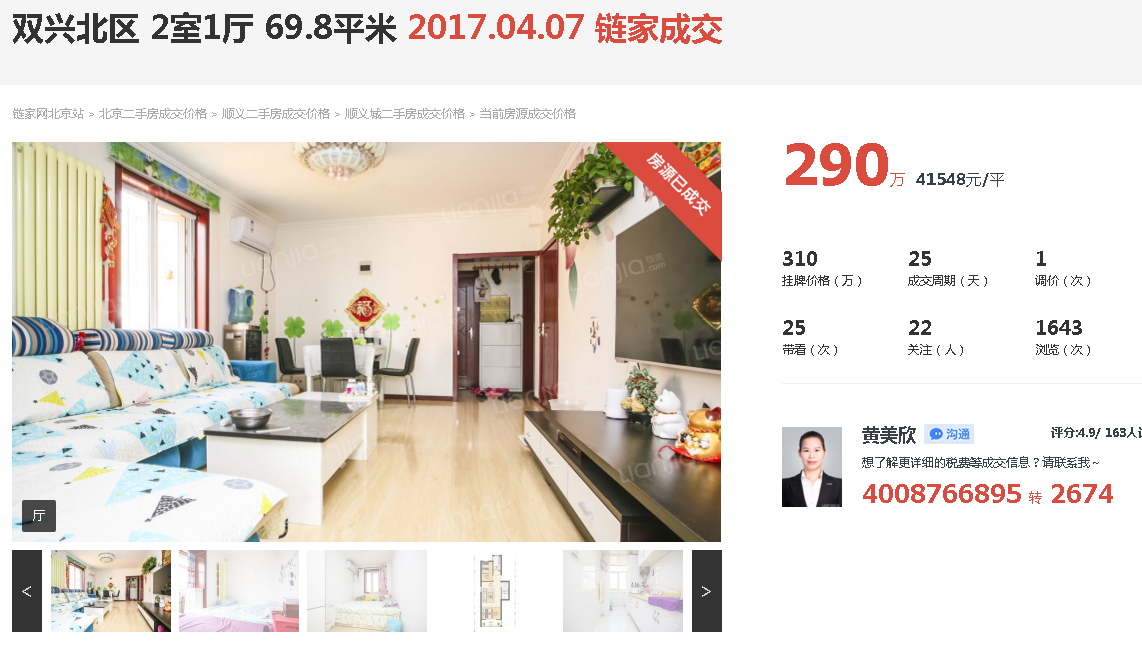 双兴北区 2室1厅 69.8平米 2017.04.07 链家成交
链家网北京站 > 北京二手房成交价格 > 顺义二手房成交价格 > 顺义城二手房成交价格 > 当前房源成交价格
房源已成交
厅
<
>
290万 41548元/平
310 25 1
挂牌价格（万） 成交周期（天） 调价（次）
25 22 1643
带看（次） 关注（人） 浏览（次）
黄美欣 沟通 评分:4.9/ 163人
想了解更详细的税费等成交信息？请联系我～
4008766895 转 2674